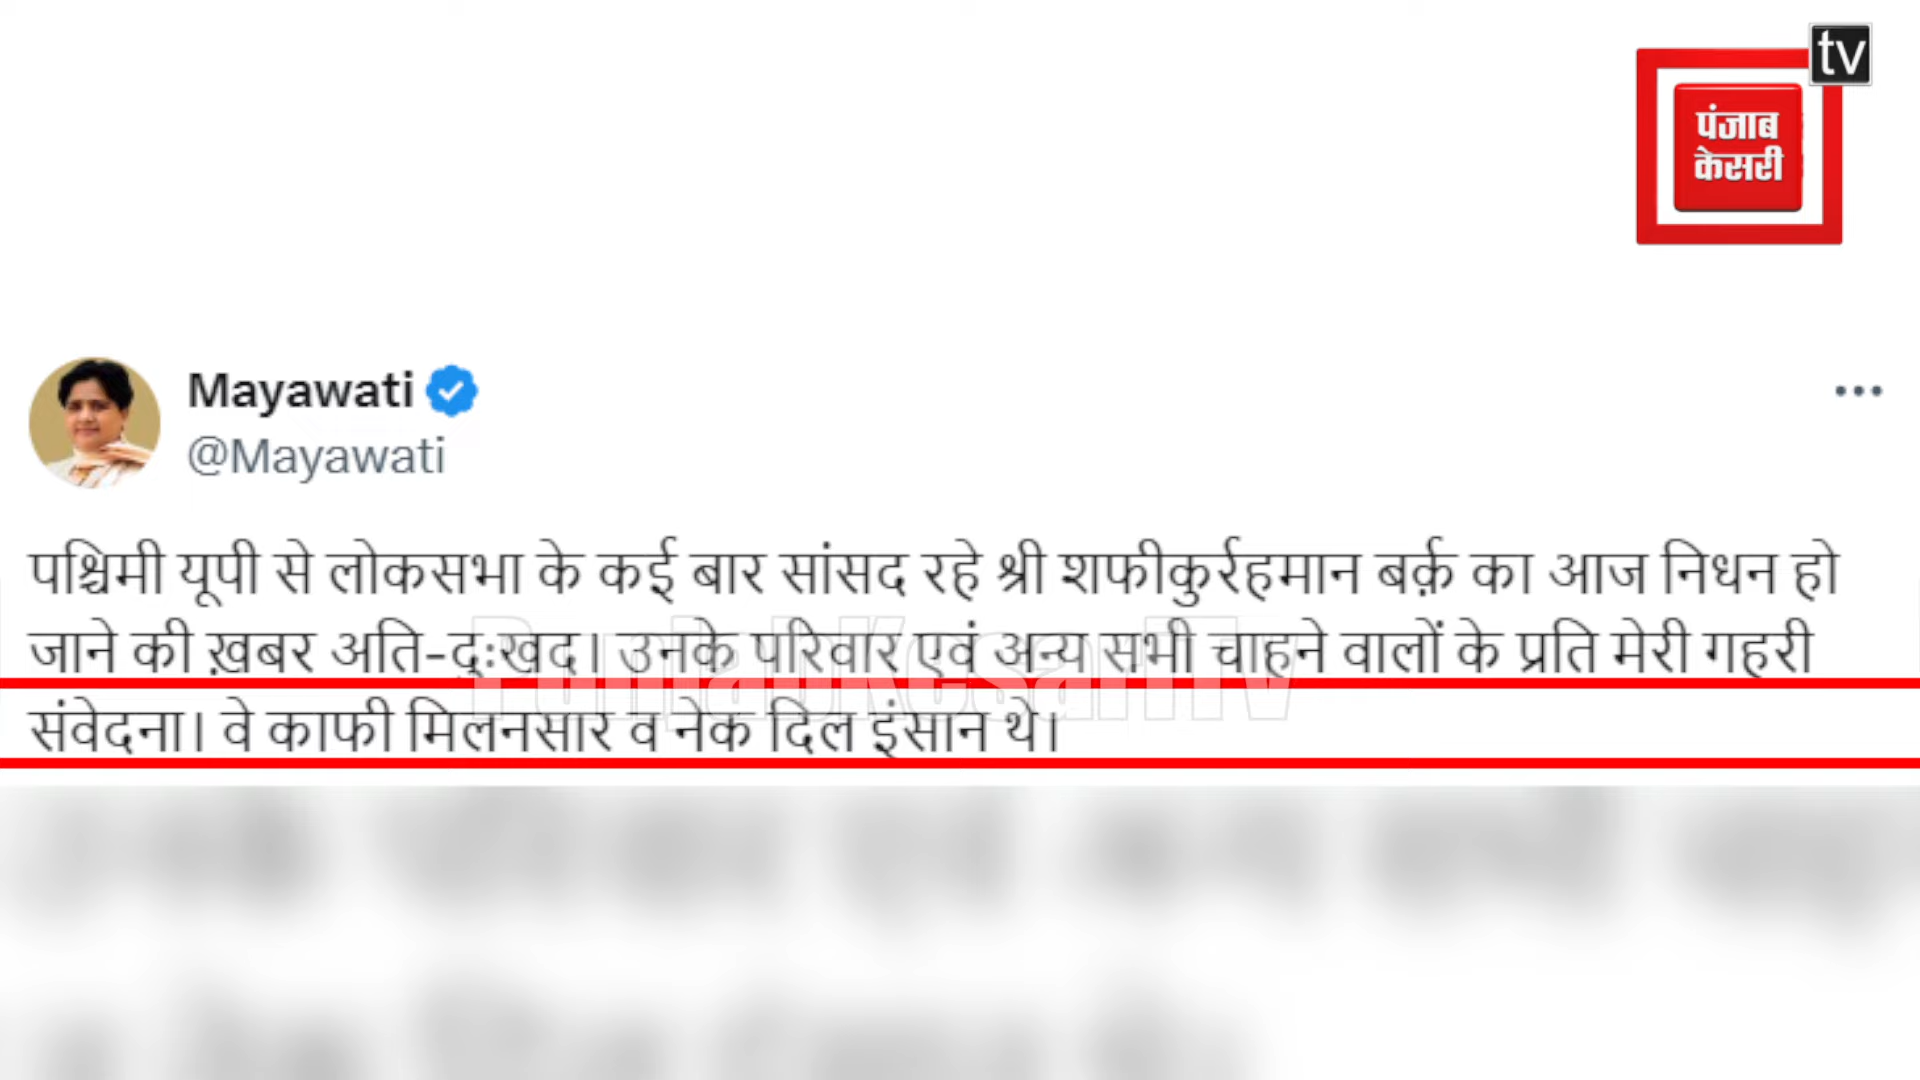 tv
पंजाब
केसरी
Mayawati
@Mayawati
पश्चिमी यूपी से लोकसभा के कई बार सांसद रहे श्री शफीकुर्रहमान बर्क़ का आज निधन हो
जाने की ख़बर अति-दुःखद। उनके परिवार एवं अन्य सभी चाहने वालों के प्रति मेरी गहरी
PunjabKesariTv
संवेदना। वे काफी मिलनसार व नेक दिल इंसान थे।